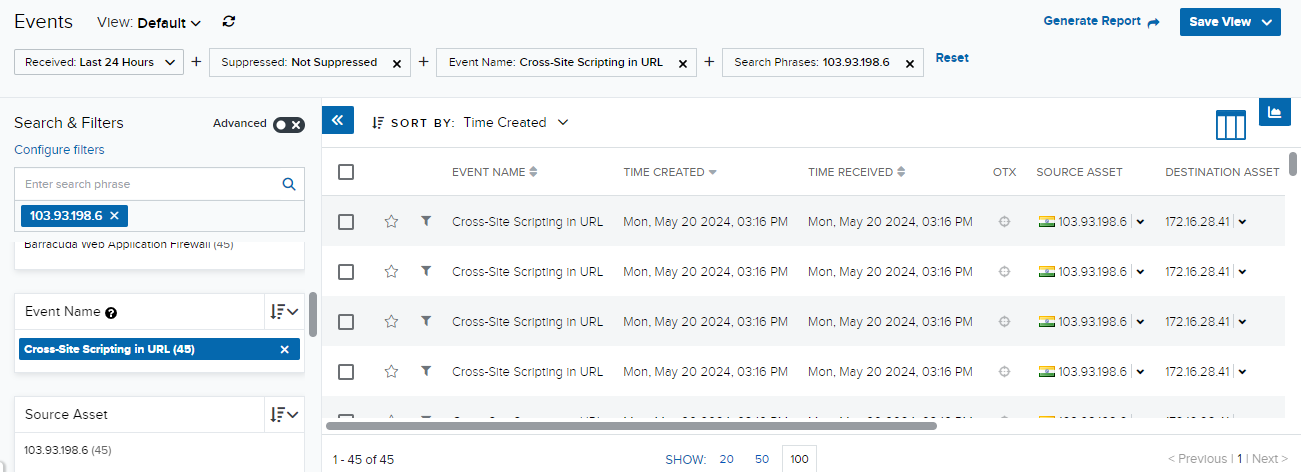 Events View: Default Generate Report Save View
Received: Last 24 Hours + Suppressed: Not Suppressed × + Event Name: Cross-Site Scripting in URL × + Search Phrases: 103.93.198.6 × Reset
Search & Filters Advanced
Configure filters
Enter search phrase
103.93.198.6 ×
Barracuda Web Application Firewall (45)
Event Name ?
Cross-Site Scripting in URL (45) ×
Source Asset
103.93.198.6 (45)
SORT BY: Time Created
EVENT NAME TIME CREATED TIME RECEIVED OTX SOURCE ASSET DESTINATION ASSET
Cross-Site Scripting in URL Mon, May 20 2024, 03:16 PM Mon, May 20 2024, 03:16 PM 103.93.198.6 172.16.28.41
Cross-Site Scripting in URL Mon, May 20 2024, 03:16 PM Mon, May 20 2024, 03:16 PM 103.93.198.6 172.16.28.41
Cross-Site Scripting in URL Mon, May 20 2024, 03:16 PM Mon, May 20 2024, 03:16 PM 103.93.198.6 172.16.28.41
Cross-Site Scripting in URL Mon, May 20 2024, 03:16 PM Mon, May 20 2024, 03:16 PM 103.93.198.6 172.16.28.41
1 - 45 of 45 SHOW: 20 50 100 < Previous | 1 | Next >